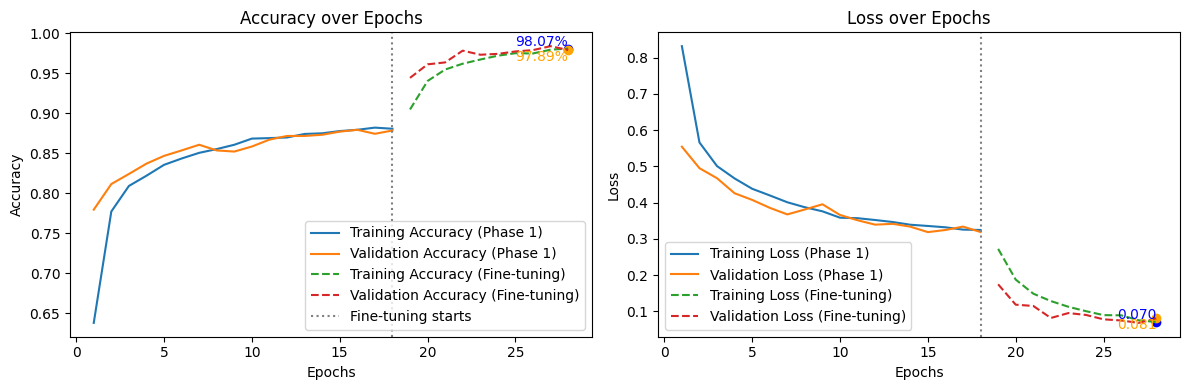 Accuracy over Epochs
1.00
0.95
0.90
0.85
0.80
0.75
0.70
0.65
Accuracy
98.07%
97.89%
Training Accuracy (Phase 1)
Validation Accuracy (Phase 1)
Training Accuracy (Fine-tuning)
Validation Accuracy (Fine-tuning)
Fine-tuning starts
0 5 10 15 20 25
Epochs
Loss over Epochs
0.8
0.7
0.6
0.5
0.4
0.3
0.2
0.1
Loss
0.070
0.081
Training Loss (Phase 1)
Validation Loss (Phase 1)
Training Loss (Fine-tuning)
Validation Loss (Fine-tuning)
0 5 10 15 20 25
Epochs